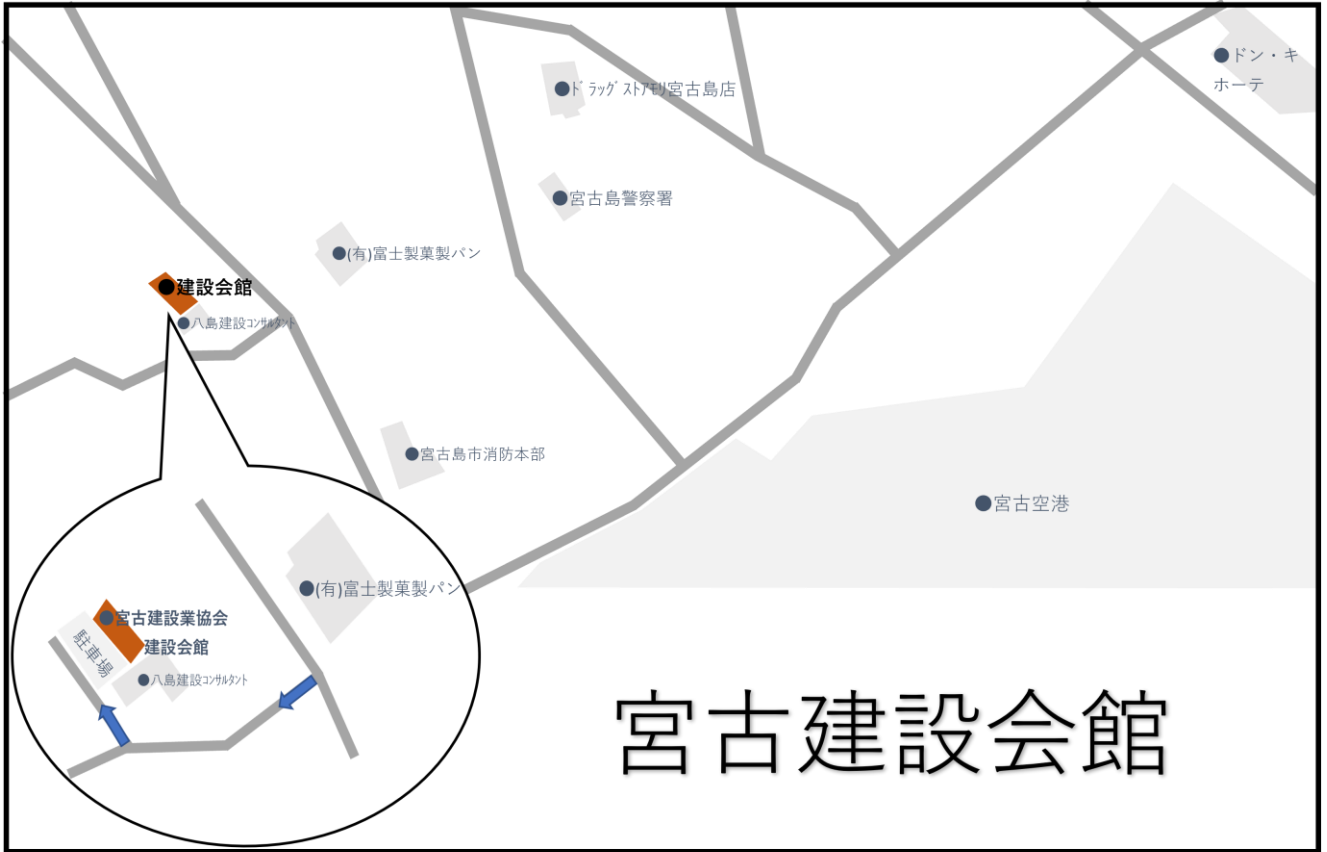 ドン・キ
ホーテ
ﾄﾞﾗｯｸﾞｽﾄｱﾓﾘ宮古島店
宮古島警察署
(有)富士製菓製パン
建設会館
八島建設ｺﾝｻﾙﾀﾝﾄ
宮古島市消防本部
宮古空港
(有)富士製菓製パン
宮古建設業協会
建設会館
駐車場
八島建設ｺﾝｻﾙﾀﾝﾄ
宮古建設会館